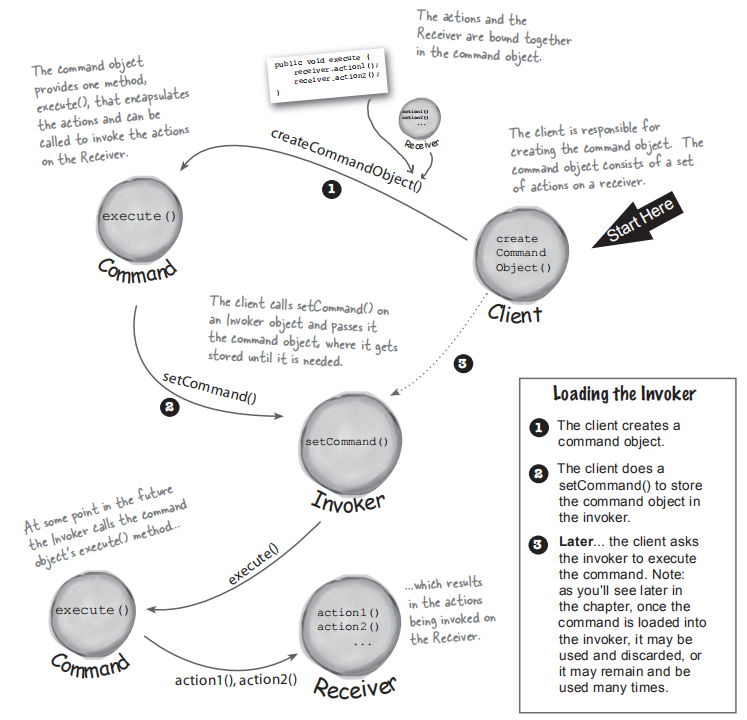 The actions and the
Receiver are bound together
in the command object.
public void execute {
receiver.action1();
receiver.action2();
}
The command object
provides one method,
execute(), that encapsulates
the actions and can be
called to invoke the actions
on the Receiver.
action1()
action2()
...
Receiver
createCommandObject()
1
The client is responsible for
creating the command object. The
command object consists of a set
of actions on a receiver.
Start Here
execute()
Command
create
Command
Object()
Client
The client calls setCommand() on
an Invoker object and passes it
the command object, where it gets
stored until it is needed.
3
setCommand()
2
setCommand()
Invoker
Loading the Invoker
1 The client creates a
command object.
2 The client does a
setCommand() to store
the command object in
the invoker.
3 Later... the client asks
the invoker to execute
the command. Note:
as you'll see later in
the chapter, once the
command is loaded into
the invoker, it may be
used and discarded, or
it may remain and be
used many times.
At some point in the future
the Invoker calls the command
object's execute() method...
execute()
execute()
Command
action1(), action2()
...which results
in the actions
being invoked on
the Receiver.
action1()
action2()
...
Receiver